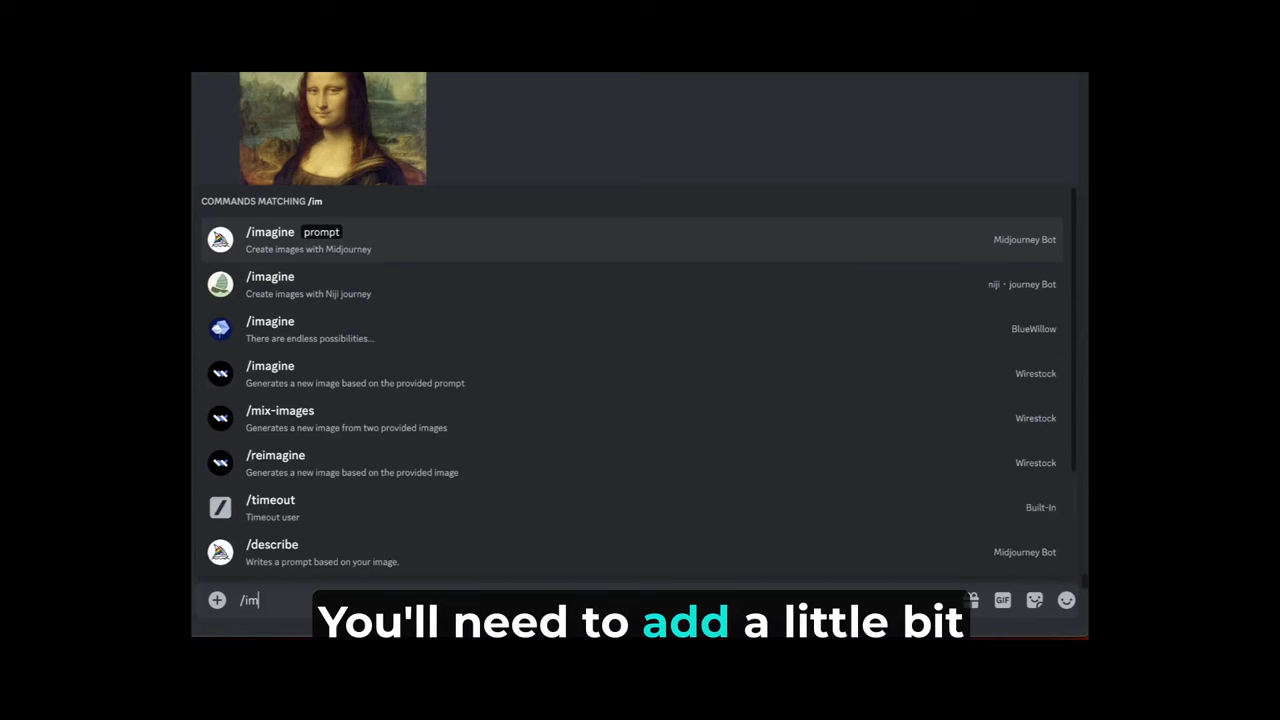 COMMANDS MATCHING /im
/imagine prompt
Create images with Midjourney
Midjourney Bot
/imagine
Create images with Niji journey
niji・journey Bot
/imagine
There are endless possibilities...
BlueWillow
/imagine
Generates a new image based on the provided prompt
Wirestock
/mix-images
Generates a new image from two provided images
Wirestock
/reimagine
Generates a new image based on the provided image
Wirestock
/timeout
Timeout user
Built-In
/describe
Writes a prompt based on your image.
Midjourney Bot
/im
GIF
You'll need to add a little bit